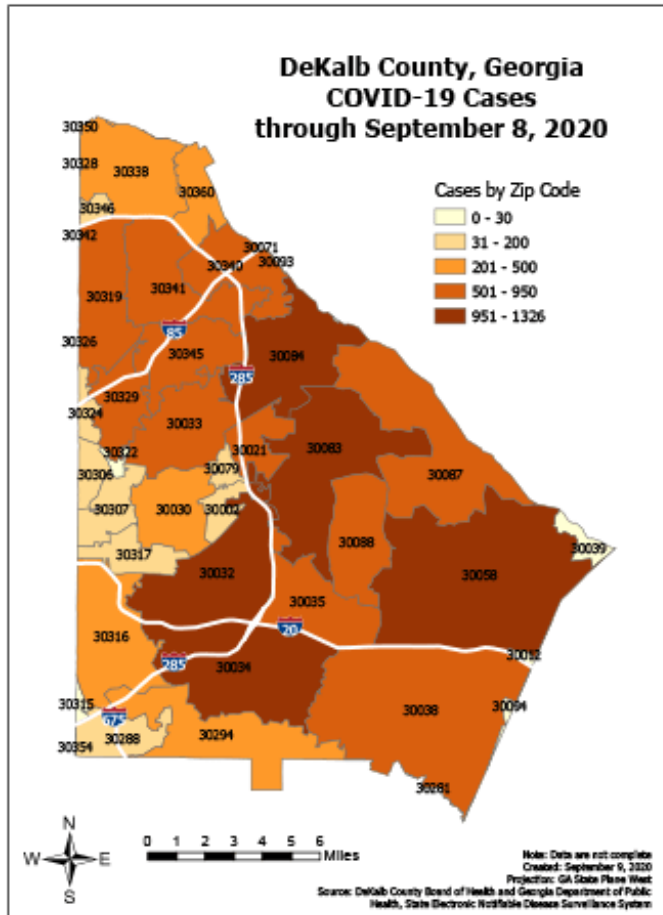 DeKalb County, Georgia
COVID-19 Cases
through September 8, 2020
Cases by Zip Code
0 - 30
31 - 200
201 - 500
501 - 950
951 - 1326
30350
30328
30338
30360
30346
30342
30071
30340
30093
30319
30341
85
30326
30345
30084
285
30329
30324
30033
30322
30021
30083
30079
30306
30087
30307
30030
30002
30317
30088
30039
30032
30058
30035
20
30316
285
30034
30012
30315
675
30038
30094
30354
30288
30294
30281
N
W
E
S
0 1 2 3 4 5 6
Miles
Note: Data are not complete
Created: September 9, 2020
Projection: GA State Plane West
Source: DeKalb County Board of Health and Georgia Department of Public
Health, State Electronic Notifiable Disease Surveillance System